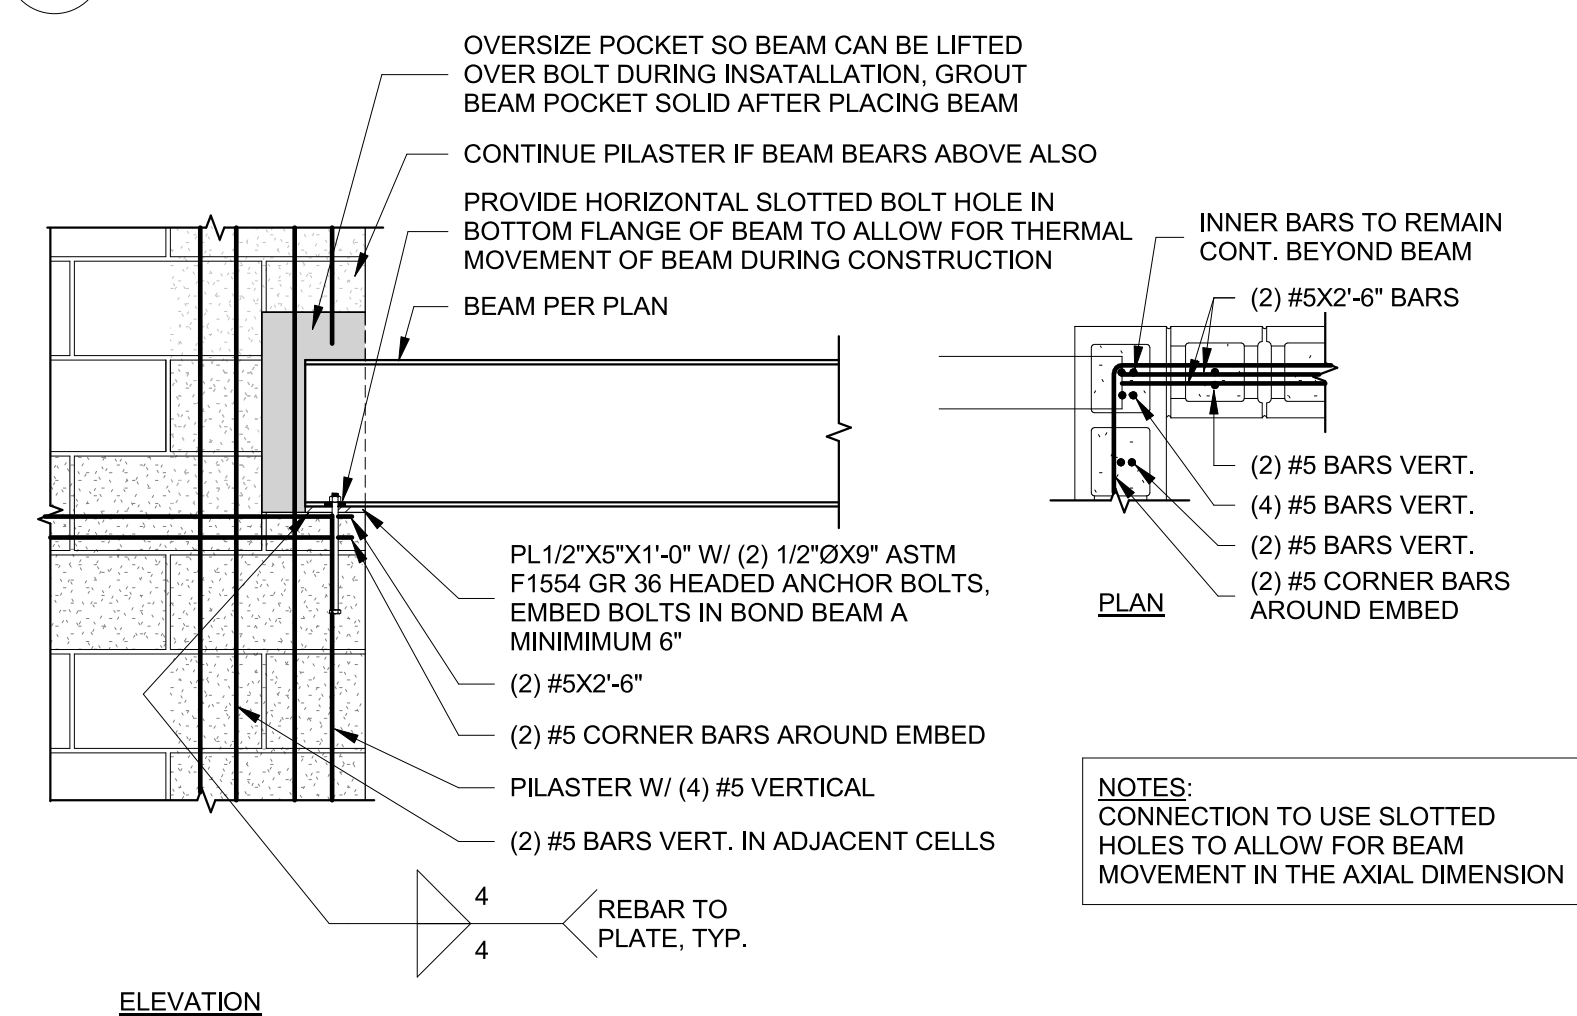 OVERSIZE POCKET SO BEAM CAN BE LIFTED
OVER BOLT DURING INSATALLATION, GROUT
BEAM POCKET SOLID AFTER PLACING BEAM
CONTINUE PILASTER IF BEAM BEARS ABOVE ALSO
PROVIDE HORIZONTAL SLOTTED BOLT HOLE IN
BOTTOM FLANGE OF BEAM TO ALLOW FOR THERMAL
MOVEMENT OF BEAM DURING CONSTRUCTION
BEAM PER PLAN
PL1/2"X5"X1'-0" W/ (2) 1/2"ØX9" ASTM
F1554 GR 36 HEADED ANCHOR BOLTS,
EMBED BOLTS IN BOND BEAM A
MINIMIMUM 6"
(2) #5X2'-6"
(2) #5 CORNER BARS AROUND EMBED
PILASTER W/ (4) #5 VERTICAL
(2) #5 BARS VERT. IN ADJACENT CELLS
4
4
REBAR TO
PLATE, TYP.
ELEVATION
INNER BARS TO REMAIN
CONT. BEYOND BEAM
(2) #5X2'-6" BARS
(2) #5 BARS VERT.
(4) #5 BARS VERT.
(2) #5 BARS VERT.
(2) #5 CORNER BARS
AROUND EMBED
PLAN
NOTES:
CONNECTION TO USE SLOTTED
HOLES TO ALLOW FOR BEAM
MOVEMENT IN THE AXIAL DIMENSION